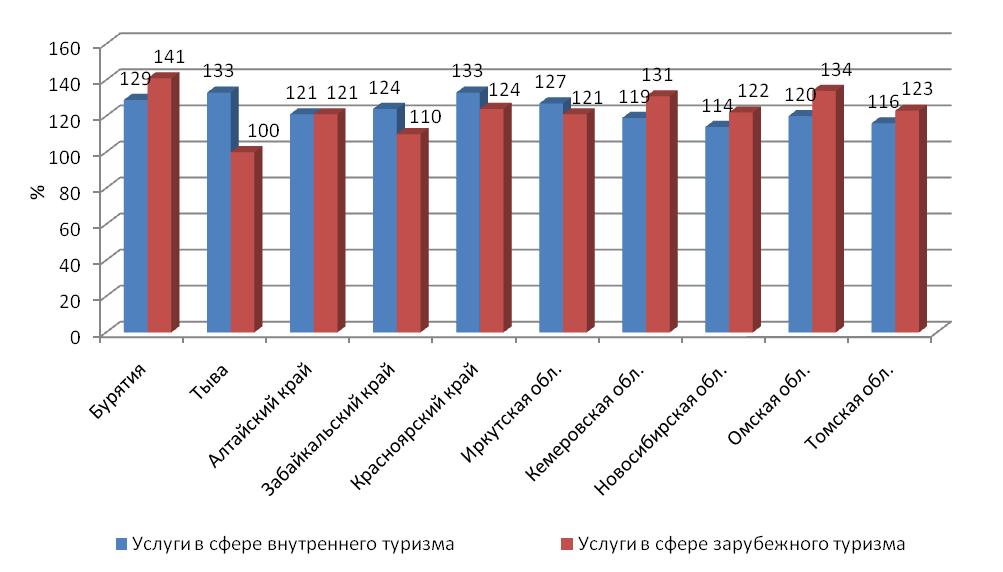 160
140
120
100
80
60
40
20
0
%
129 141
133 100
121 121
124 110
133 124
127 121
119 131
114 122
120 134
116 123
Бурятия
Тыва
Алтайский край
Забайкальский край
Красноярский край
Иркутская обл.
Кемеровская обл.
Новосибирская обл.
Омская обл.
Томская обл.
Услуги в сфере внутреннего туризма
Услуги в сфере зарубежного туризма